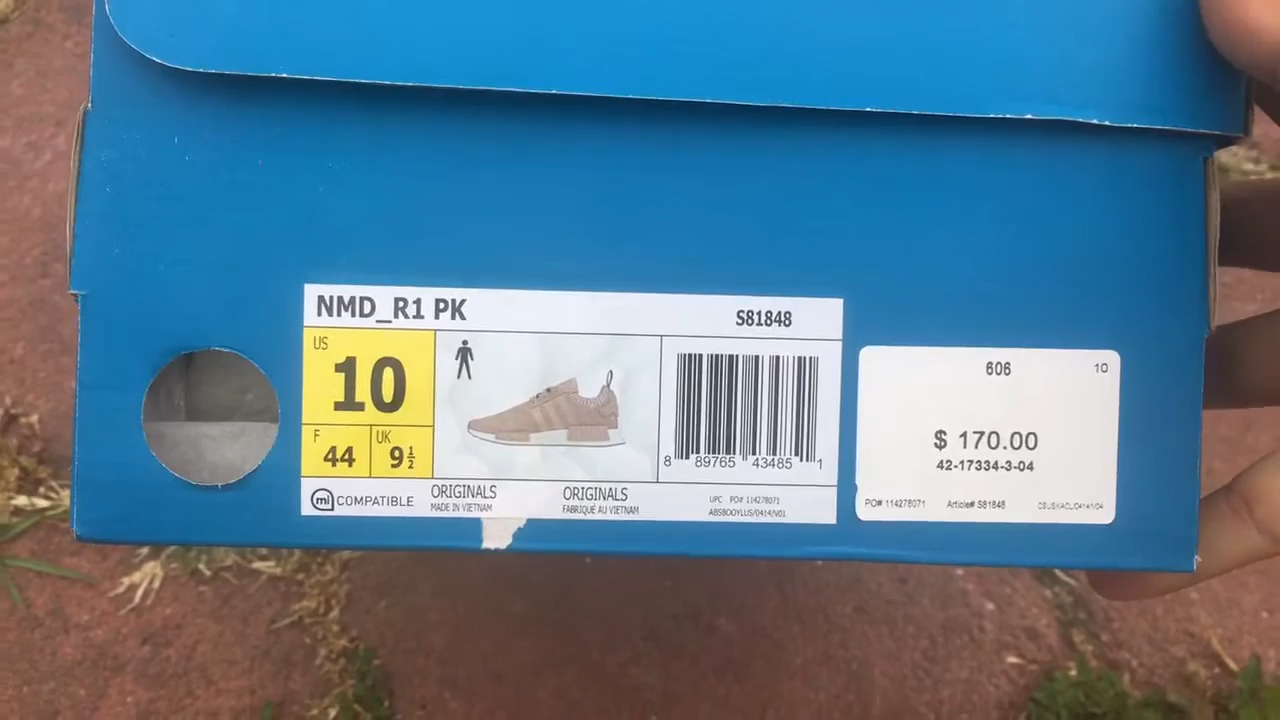 NMD_R1 PK
S81848
US
10
F
44
UK
9½
8 89765 43485 1
mi COMPATIBLE
ORIGINALS
MADE IN VIETNAM
ORIGINALS
FABRIQUÉ AU VIETNAM
UPC PO# 114278071
606 10
$ 170.00
42-17334-3-04
PO# 114278071 Article# S81848